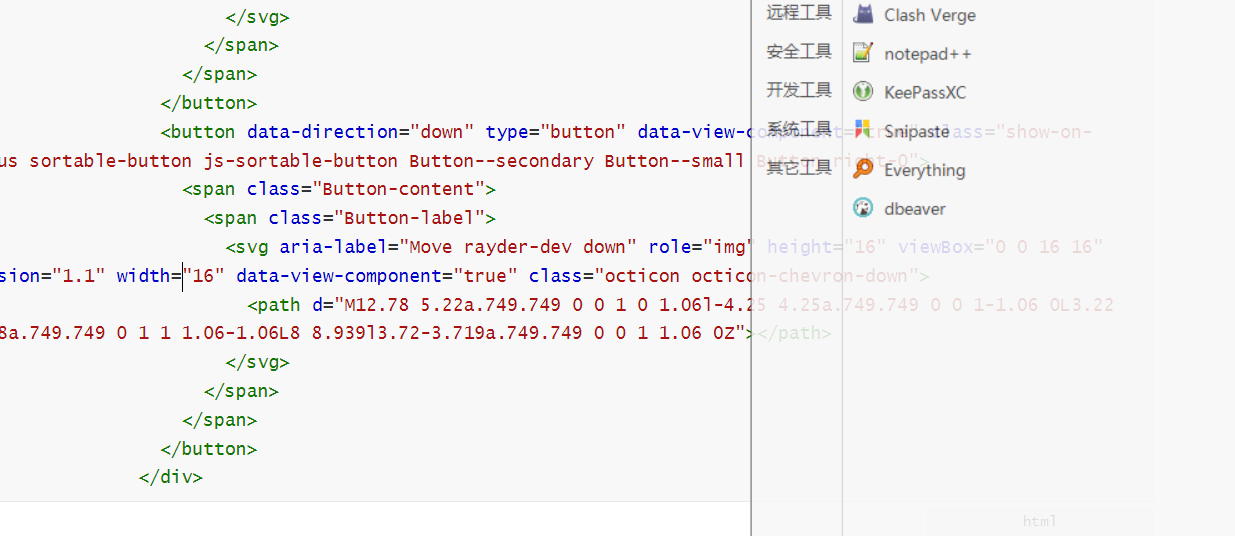 </svg>
</span>
</span>
</button>
<button data-direction="down" type="button" data-view-component="true" class="show-on-
us sortable-button js-sortable-button Button--secondary Button--small Button right-0">
<span class="Button-content">
<span class="Button-label">
<svg aria-label="Move rayder-dev down" role="img" height="16" viewBox="0 0 16 16"
sion="1.1" width="16" data-view-component="true" class="octicon octicon-chevron-down">
<path d="M12.78 5.22a.749.749 0 0 1 0 1.06l-4.25 4.25a.749.749 0 0 1-1.06 0L3.22
8a.749.749 0 1 1 1.06-1.06L8 8.939l3.72-3.719a.749.749 0 0 1 1.06 0Z"></path>
</svg>
</span>
</span>
</button>
</div>
html
远程工具
安全工具
开发工具
系统工具
其它工具
Clash Verge
notepad++
KeePassXC
Snipaste
Everything
dbeaver